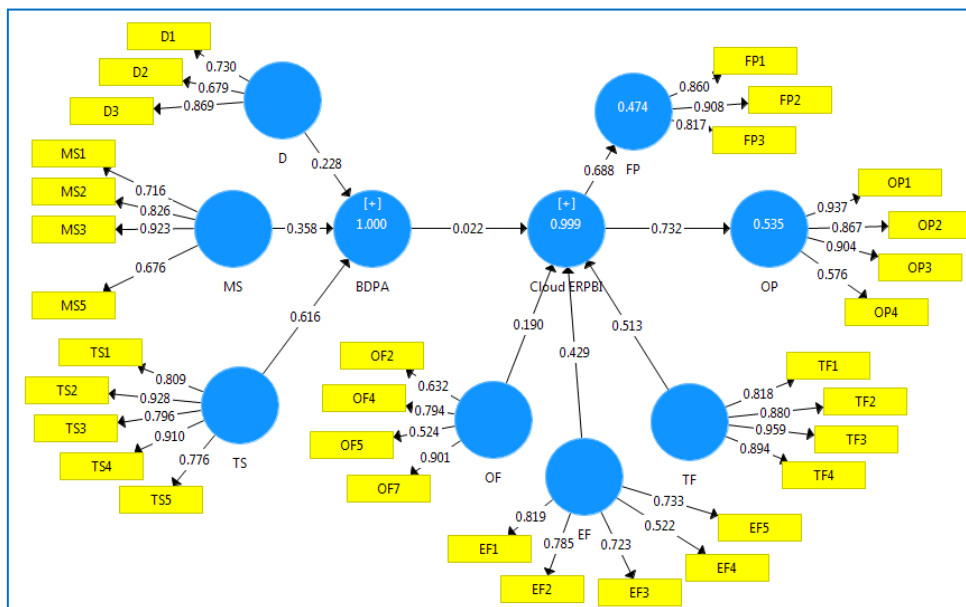 D1
0.730
D2
0.679
D3
0.869
D
0.228
MS1
0.716
MS2
0.826
MS3
0.923
MS5
0.676
MS
0.358
[+]
1.000
BDPA
0.022
TS1
0.809
TS2
0.928
TS3
0.796
TS4
0.910
TS5
0.776
TS
0.616
[+]
0.999
Cloud ERPBI
0.688
0.474
FP
FP1
0.860
FP2
0.908
FP3
0.817
0.732
0.535
OP
OP1
0.937
OP2
0.867
OP3
0.904
OP4
0.576
0.190
0.429
0.513
OF2
0.632
OF4
0.794
OF5
0.524
OF7
0.901
OF
EF
EF1
0.819
EF2
0.785
EF3
0.723
EF4
0.522
EF5
0.733
TF
TF1
0.818
TF2
0.880
TF3
0.959
TF4
0.894